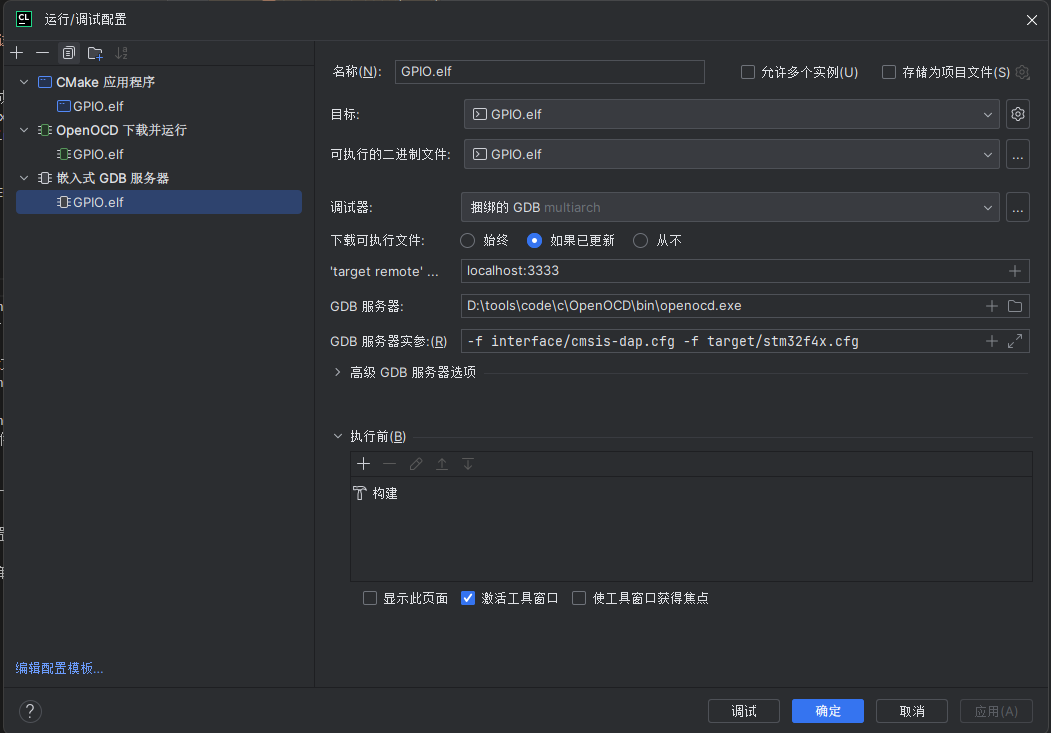 CL 运行/调试配置
CMake 应用程序
GPIO.elf
OpenOCD 下载并运行
GPIO.elf
嵌入式 GDB 服务器
GPIO.elf
编辑配置模板...
名称(N): GPIO.elf 允许多个实例(U) 存储为项目文件(S)
目标: GPIO.elf
可执行的二进制文件: GPIO.elf ...
调试器: 捆绑的 GDB multiarch ...
下载可执行文件: 始终 如果已更新 从不
'target remote' ... localhost:3333
GDB 服务器: D:\tools\code\c\OpenOCD\bin\openocd.exe
GDB 服务器实参:(R) -f interface/cmsis-dap.cfg -f target/stm32f4x.cfg
高级 GDB 服务器选项
执行前(B)
构建
显示此页面 激活工具窗口 使工具窗口获得焦点
? 调试 确定 取消 应用(A)